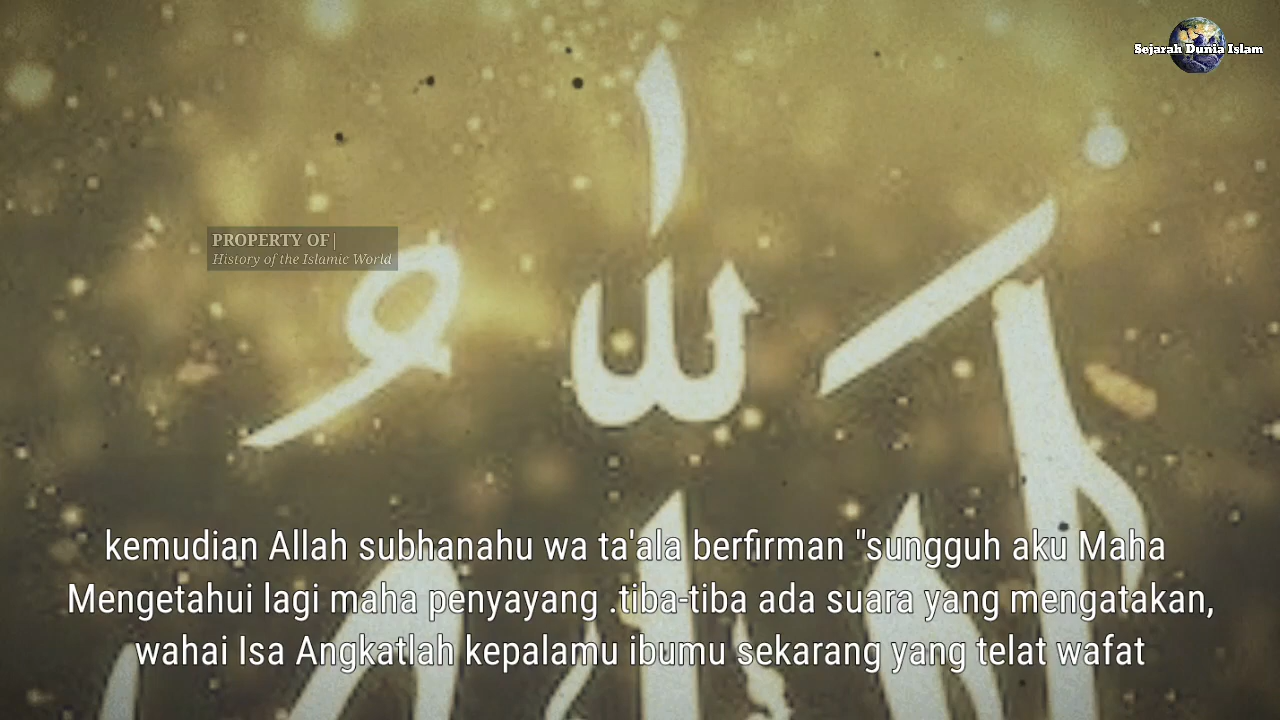 Sejarah Dunia Islam
PROPERTY OF|
History of the Islamic World
الله
kemudian Allah subhanahu wa ta'ala berfirman "sungguh aku Maha
Mengetahui lagi maha penyayang .tiba-tiba ada suara yang mengatakan,
wahai Isa Angkatlah kepalamu ibumu sekarang yang telat wafat